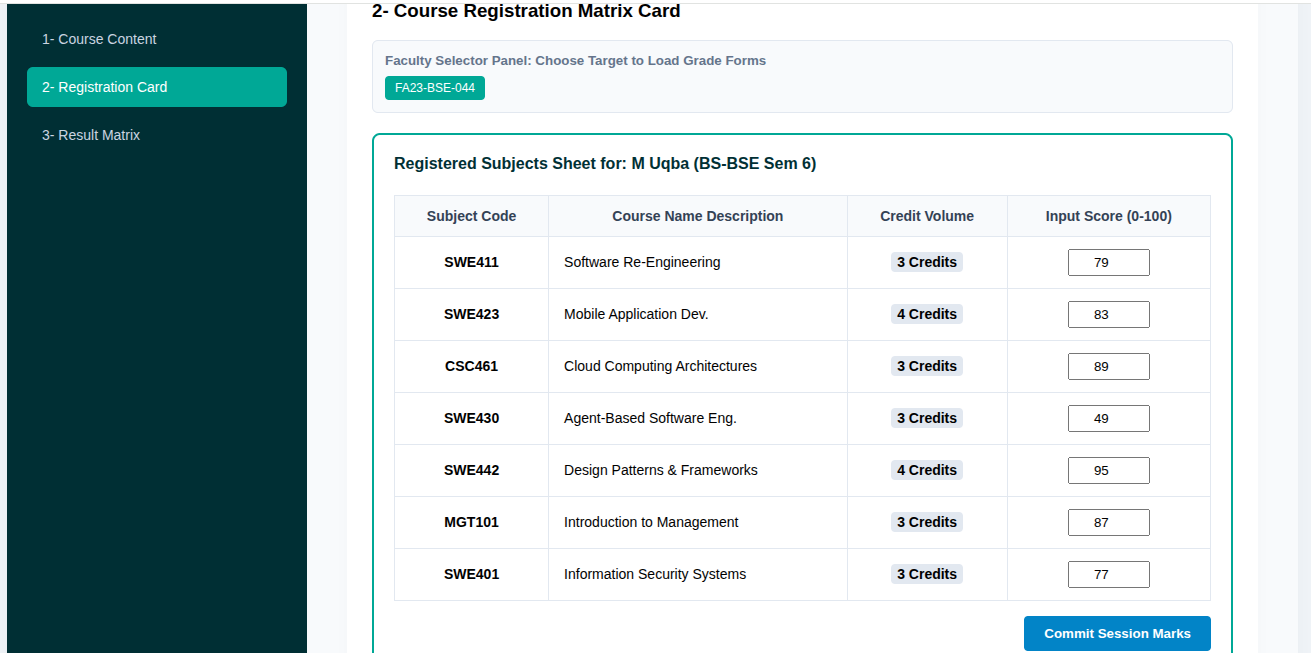 2- Course Registration Matrix Card
1- Course Content
2- Registration Card
3- Result Matrix
Faculty Selector Panel: Choose Target to Load Grade Forms
FA23-BSE-044
Registered Subjects Sheet for: M Uqba (BS-BSE Sem 6)
Subject Code Course Name Description Credit Volume Input Score (0-100)
SWE411 Software Re-Engineering 3 Credits 79
SWE423 Mobile Application Dev. 4 Credits 83
CSC461 Cloud Computing Architectures 3 Credits 89
SWE430 Agent-Based Software Eng. 3 Credits 49
SWE442 Design Patterns & Frameworks 4 Credits 95
MGT101 Introduction to Management 3 Credits 87
SWE401 Information Security Systems 3 Credits 77
Commit Session Marks